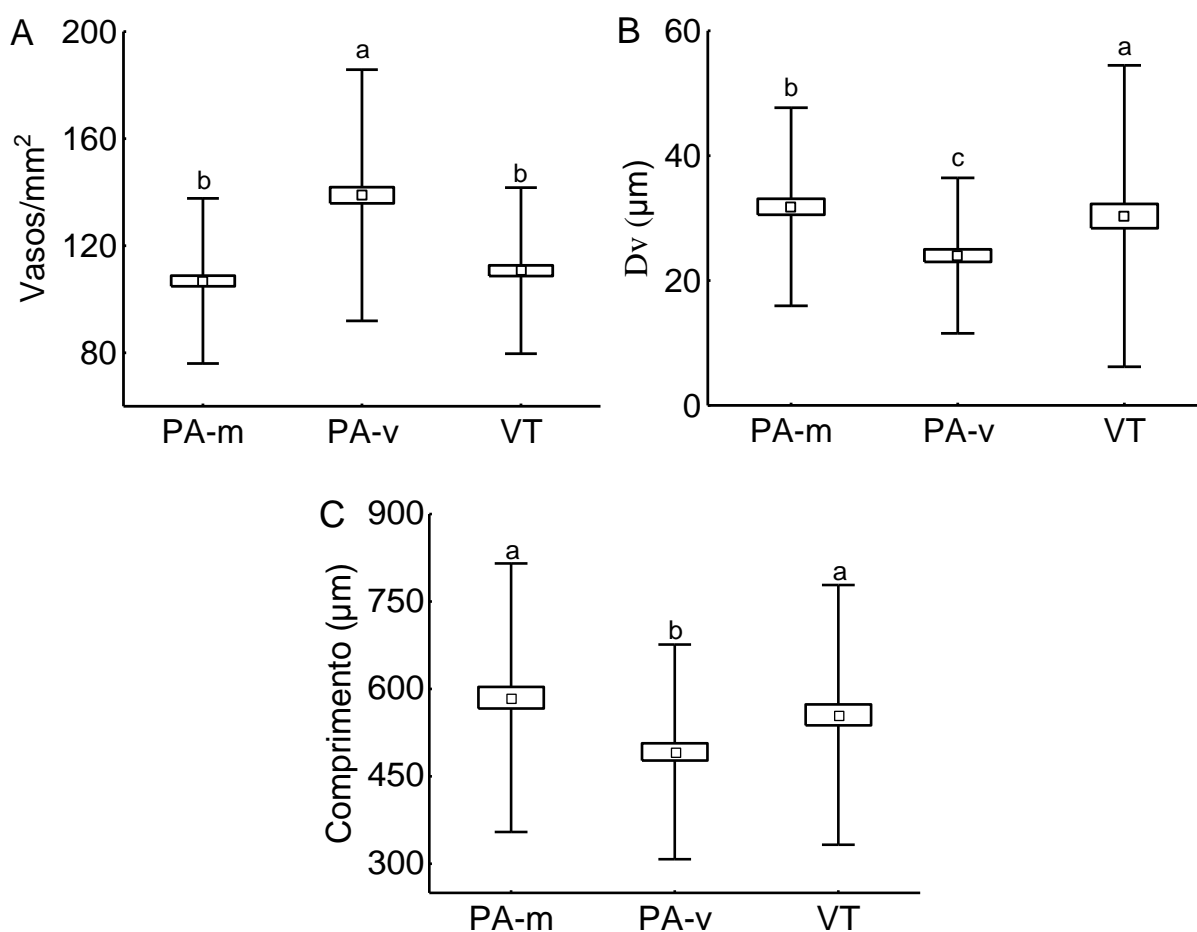 A
200
160
120
80
Vasos/mm²
b
a
b
PA-m PA-v VT
B
60
40
20
0
Dv (µm)
b
c
a
PA-m PA-v VT
C
900
750
600
450
300
Comprimento (µm)
a
b
a
PA-m PA-v VT